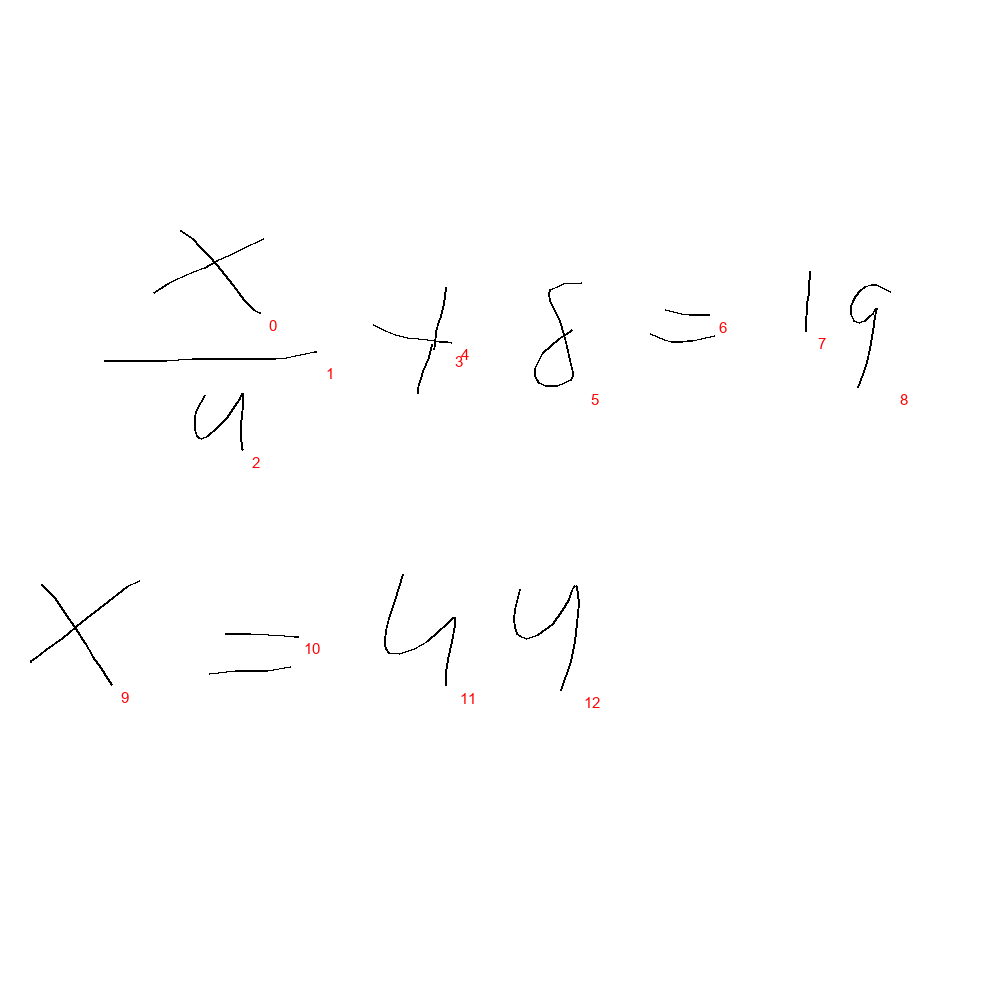 x/4 + 8 = 19
x = 44